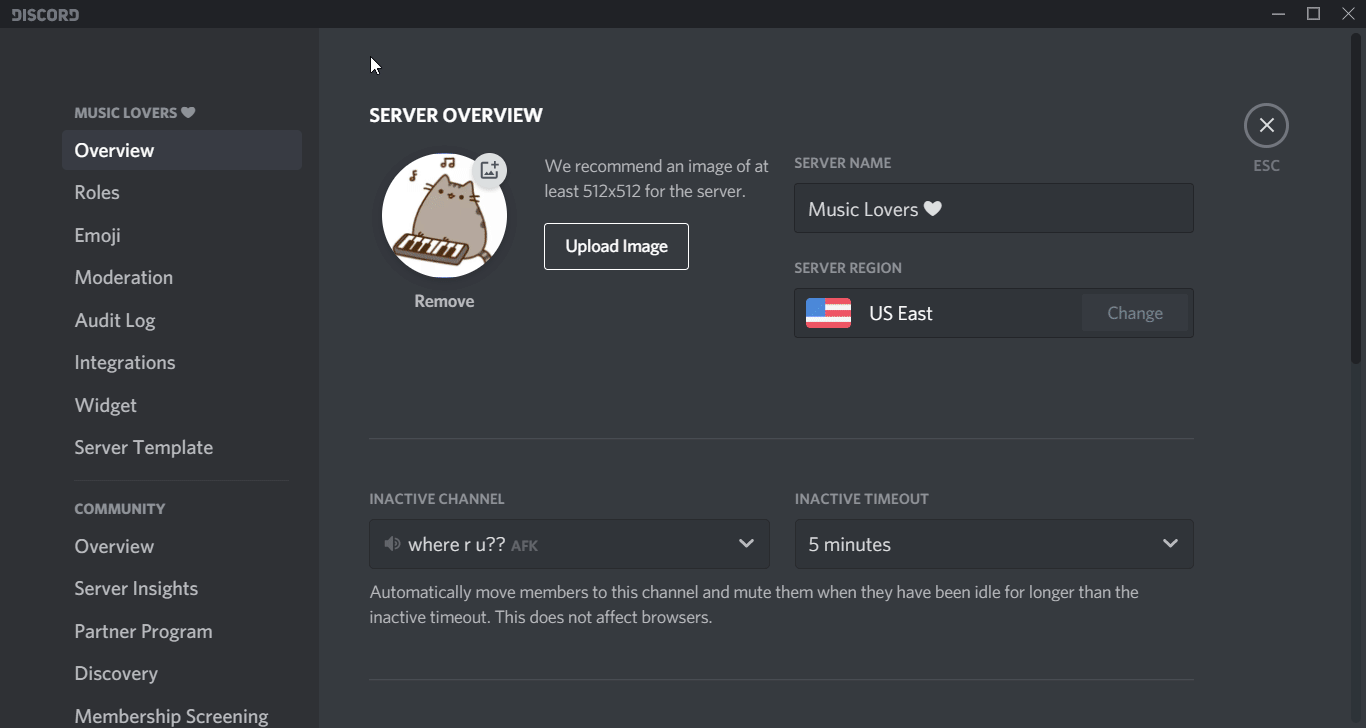 DISCORD
MUSIC LOVERS 🤍
Overview
Roles
Emoji
Moderation
Audit Log
Integrations
Widget
Server Template
COMMUNITY
Overview
Server Insights
Partner Program
Discovery
Membership Screening
SERVER OVERVIEW
We recommend an image of at
least 512x512 for the server.
Upload Image
Remove
SERVER NAME
Music Lovers 🤍
SERVER REGION
US East
Change
ESC
INACTIVE CHANNEL
where r u?? AFK
INACTIVE TIMEOUT
5 minutes
Automatically move members to this channel and mute them when they have been idle for longer than the
inactive timeout. This does not affect browsers.